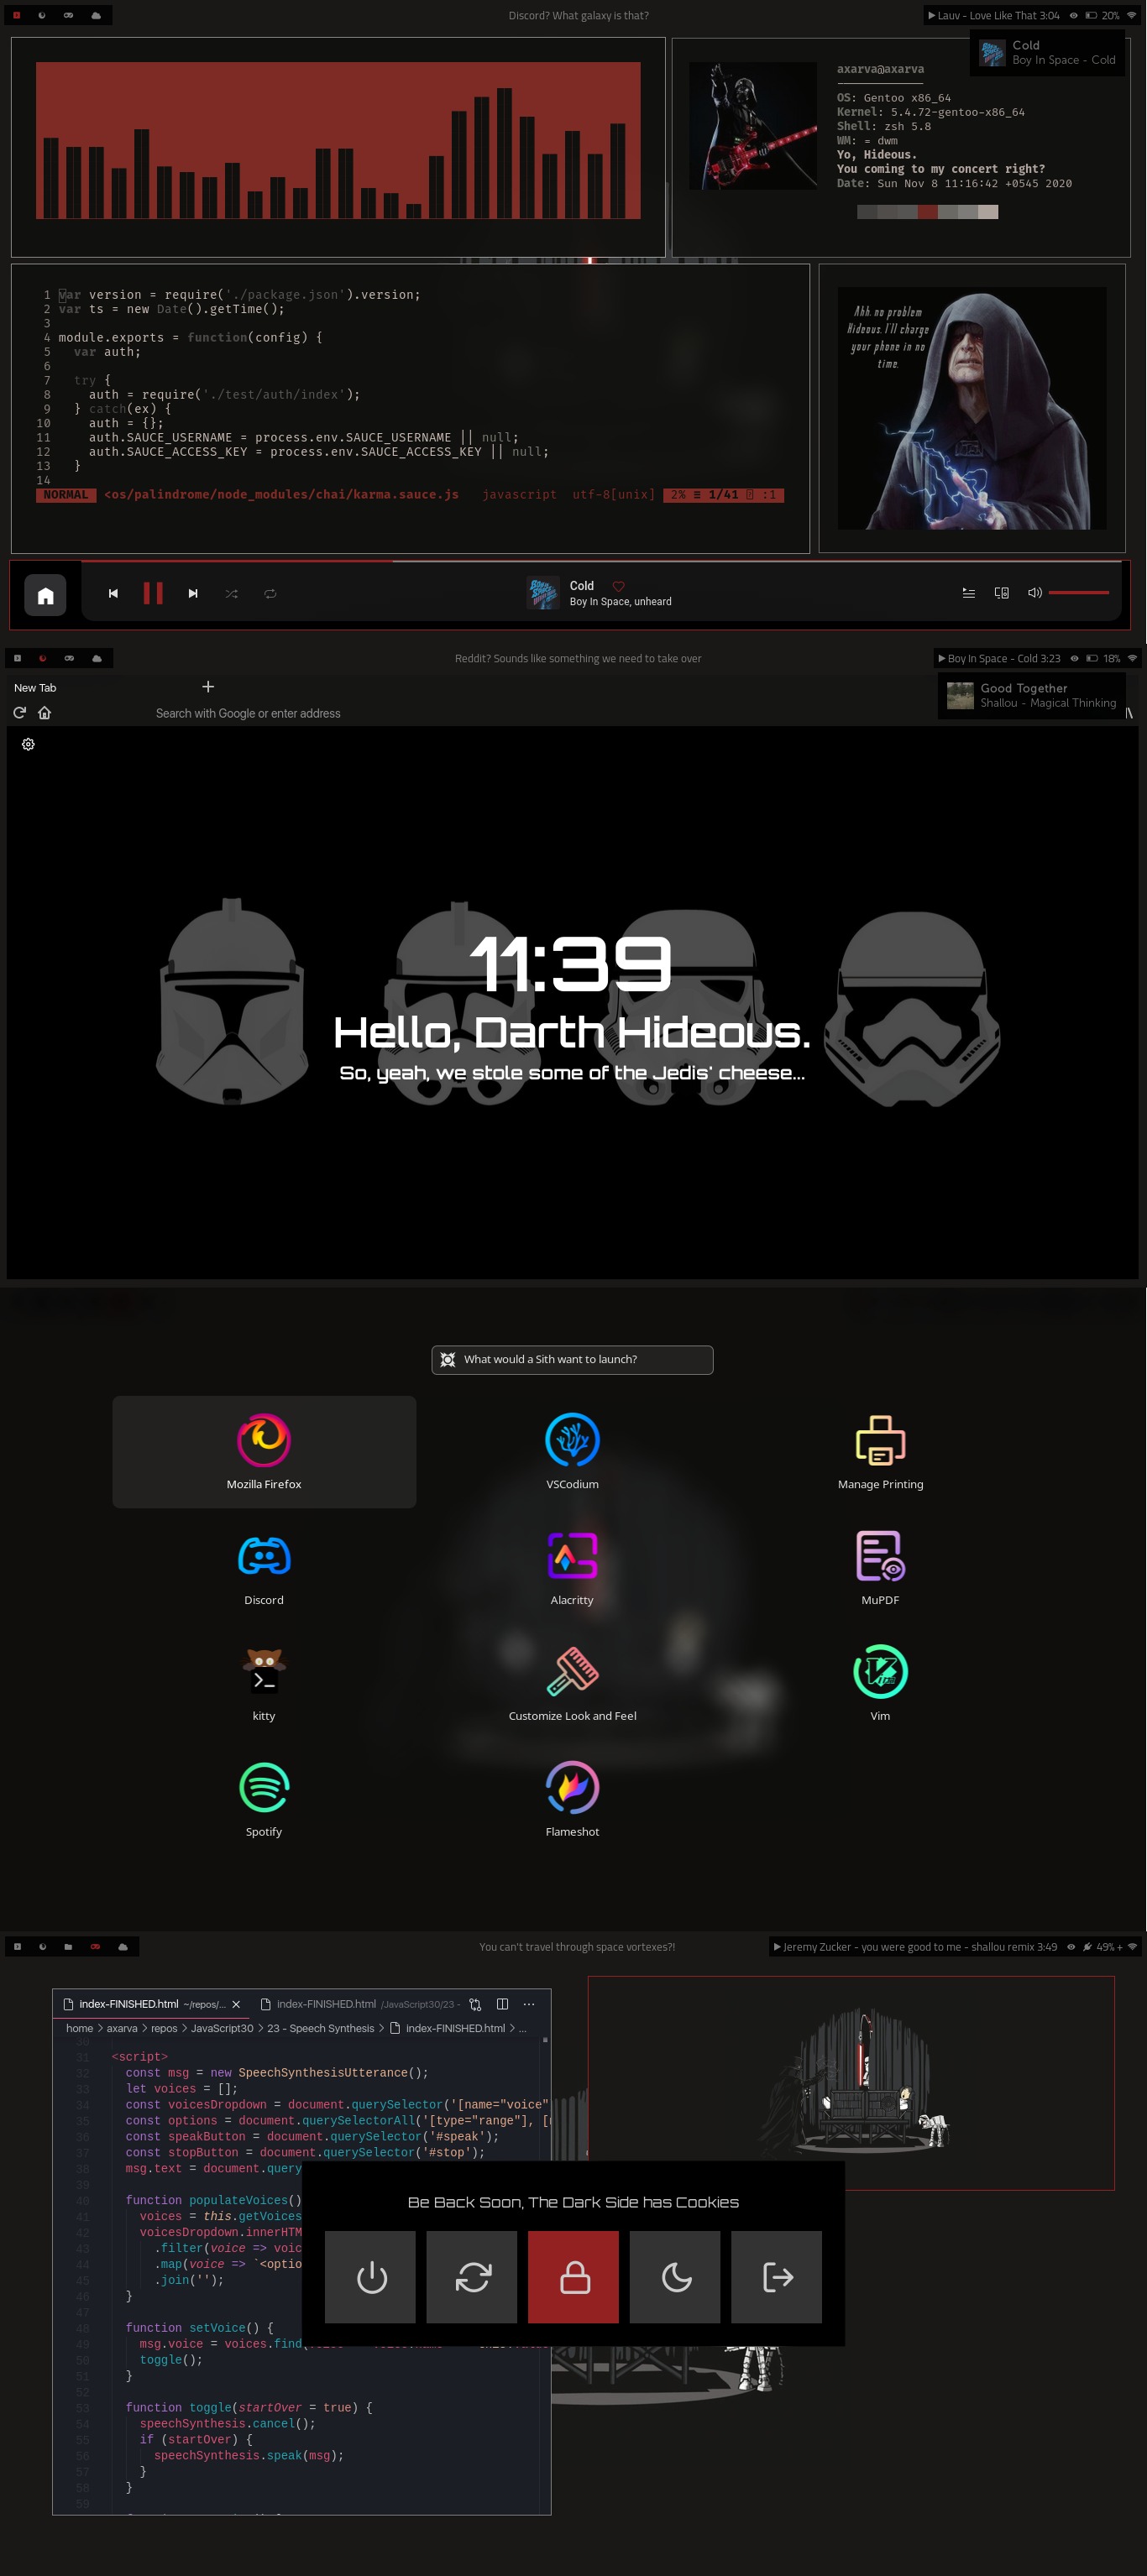 Discord? What galaxy is that?
Lauv - Love Like That 3:04
20%
Cold
Boy In Space - Cold
axarva@axarva
OS: Gentoo x86_64
Kernel: 5.4.72-gentoo-x86_64
Shell: zsh 5.8
WM: = dwm
Yo, Hideous.
You coming to my concert right?
Date: Sun Nov 8 11:16:42 +0545 2020
1 var version = require('./package.json').version;
2 var ts = new Date().getTime();
3
4 module.exports = function(config) {
5 var auth;
6
7 try {
8 auth = require('./test/auth/index');
9 } catch(ex) {
10 auth = {};
11 auth.SAUCE_USERNAME = process.env.SAUCE_USERNAME || null;
12 auth.SAUCE_ACCESS_KEY = process.env.SAUCE_ACCESS_KEY || null;
13 }
14
NORMAL <os/palindrome/node_modules/chai/karma.sauce.js javascript utf-8[unix] 2% ≡ 1/41 :1
Ahh. no problem
Hideous. I'll charge
your phone in no
time.
Cold
Boy In Space, unheard
Reddit? Sounds like something we need to take over
Boy In Space - Cold 3:23
18%
New Tab
Good Together
Shallou - Magical Thinking
Search with Google or enter address
11:39
Hello, Darth Hideous.
So, yeah, we stole some of the Jedis' cheese...
What would a Sith want to launch?
Mozilla Firefox
VSCodium
Manage Printing
Discord
Alacritty
MuPDF
kitty
Customize Look and Feel
Vim
Spotify
Flameshot
You can't travel through space vortexes?!
Jeremy Zucker - you were good to me - shallou remix 3:49
49% +
index-FINISHED.html ~/repos/... index-FINISHED.html /JavaScript30/23 - ...
home > axarva > repos > JavaScript30 > 23 - Speech Synthesis > index-FINISHED.html > ...
30
31 <script>
32 const msg = new SpeechSynthesisUtterance();
33 let voices = [];
34 const voicesDropdown = document.querySelector('[name="voice"
35 const options = document.querySelectorAll('[type="range"], [
36 const speakButton = document.querySelector('#speak');
37 const stopButton = document.querySelector('#stop');
38 msg.text = document.query
39
40 function populateVoices()
41 voices = this.getVoices
42 voicesDropdown.innerHTM
43 .filter(voice => voic
44 .map(voice => `<optio
45 .join('');
46 }
47
48 function setVoice() {
49 msg.voice = voices.find(
50 toggle();
51 }
52
53 function toggle(startOver = true) {
54 speechSynthesis.cancel();
55 if (startOver) {
56 speechSynthesis.speak(msg);
57 }
58 }
59
Be Back Soon, The Dark Side has Cookies